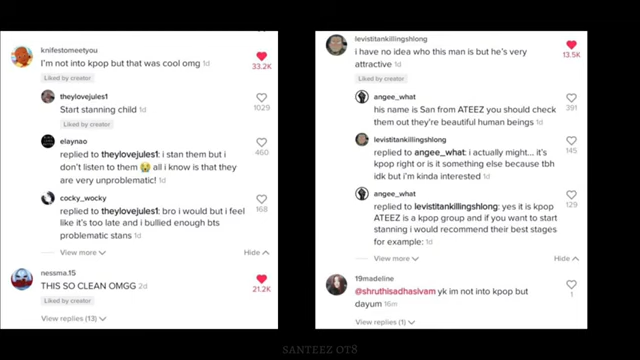 knifestomeetyou
I'm not into kpop but that was cool omg 1d
33.2K
Liked by creator
theylovejules1
Start stanning child 1d
1029
Liked by creator
elaynao
replied to theylovejules1: i stan them but i
460
don't listen to them 😭 all i know is that they
are very unproblematic! 1d
cocky_wocky
replied to theylovejules1: bro i would but i feel
168
like it's too late and i bullied enough bts
problematic stans 1d
View more
Hide
nessma.15
THIS SO CLEAN OMGG 2d
21.2K
Liked by creator
View replies (13)
levistitankillingshlong
i have no idea who this man is but he's very
13.5K
attractive 1d
Liked by creator
angee_what
his name is San from ATEEZ you should check
391
them out they're beautiful human beings 1d
levistitankillingshlong
replied to angee_what: i actually might... it's
145
kpop right or is it something else because tbh
idk but i'm kinda interested 1d
angee_what
replied to levistitankillingshlong: yes it is kpop
129
ATEEZ is a kpop group and if you want to start
stanning i would recommend their best stages
for example: 1d
View more
Hide
19madeline
@shruthisadhasivam yk im not into kpop but
1
dayum 16m
View replies (1)
SANTEEZ OT8